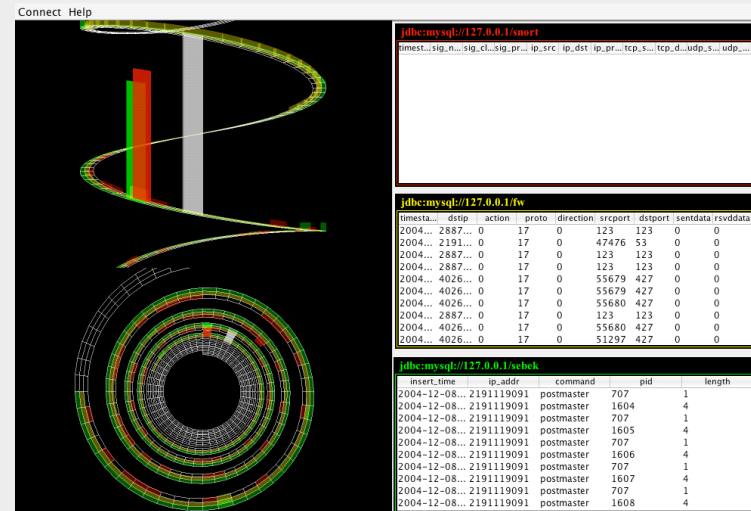 Connect Help
jdbc:mysql://127.0.0.1/snort
timest... sig_n... sig_cl... sig_pr... ip_src ip_dst ip_pr... tcp_s... tcp_d... udp_s... udp_...
jdbc:mysql://127.0.0.1/fw
timesta... dstip action proto direction srcport dstport sentdata rsvddata
2004... 2887... 0 17 0 123 123 0 0
2004... 2191... 0 17 0 47476 53 0 0
2004... 2887... 0 17 0 123 123 0 0
2004... 2887... 0 17 0 123 123 0 0
2004... 4026... 0 17 0 55679 427 0 0
2004... 4026... 0 17 0 55679 427 0 0
2004... 4026... 0 17 0 55680 427 0 0
2004... 2887... 0 17 0 123 123 0 0
2004... 4026... 0 17 0 55680 427 0 0
2004... 4026... 0 17 0 51297 427 0 0
jdbc:mysql://127.0.0.1/sebek
insert_time ip_addr command pid length
2004-12-08... 2191119091 postmaster 707 1
2004-12-08... 2191119091 postmaster 1604 4
2004-12-08... 2191119091 postmaster 707 1
2004-12-08... 2191119091 postmaster 1605 4
2004-12-08... 2191119091 postmaster 707 1
2004-12-08... 2191119091 postmaster 1606 4
2004-12-08... 2191119091 postmaster 707 1
2004-12-08... 2191119091 postmaster 1607 4
2004-12-08... 2191119091 postmaster 707 1
2004-12-08... 2191119091 postmaster 1608 4